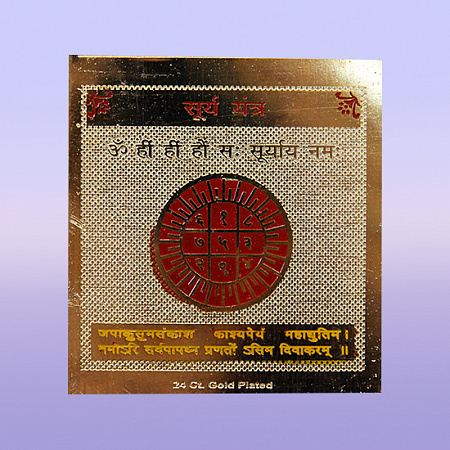 सूर्य यंत्र
ॐ ह्रीं ह्रीं ह्रौं सः सूर्याय नमः
६ १ ८
७ ५ ३
२ ९ ४
जपाकुसुमसंकाश काश्यपेयं महाद्युतिम।
नमोऽरि सर्वपापघ्न प्रणतोऽस्मि दिवाकरम् ॥
24 Ct. Gold Plated